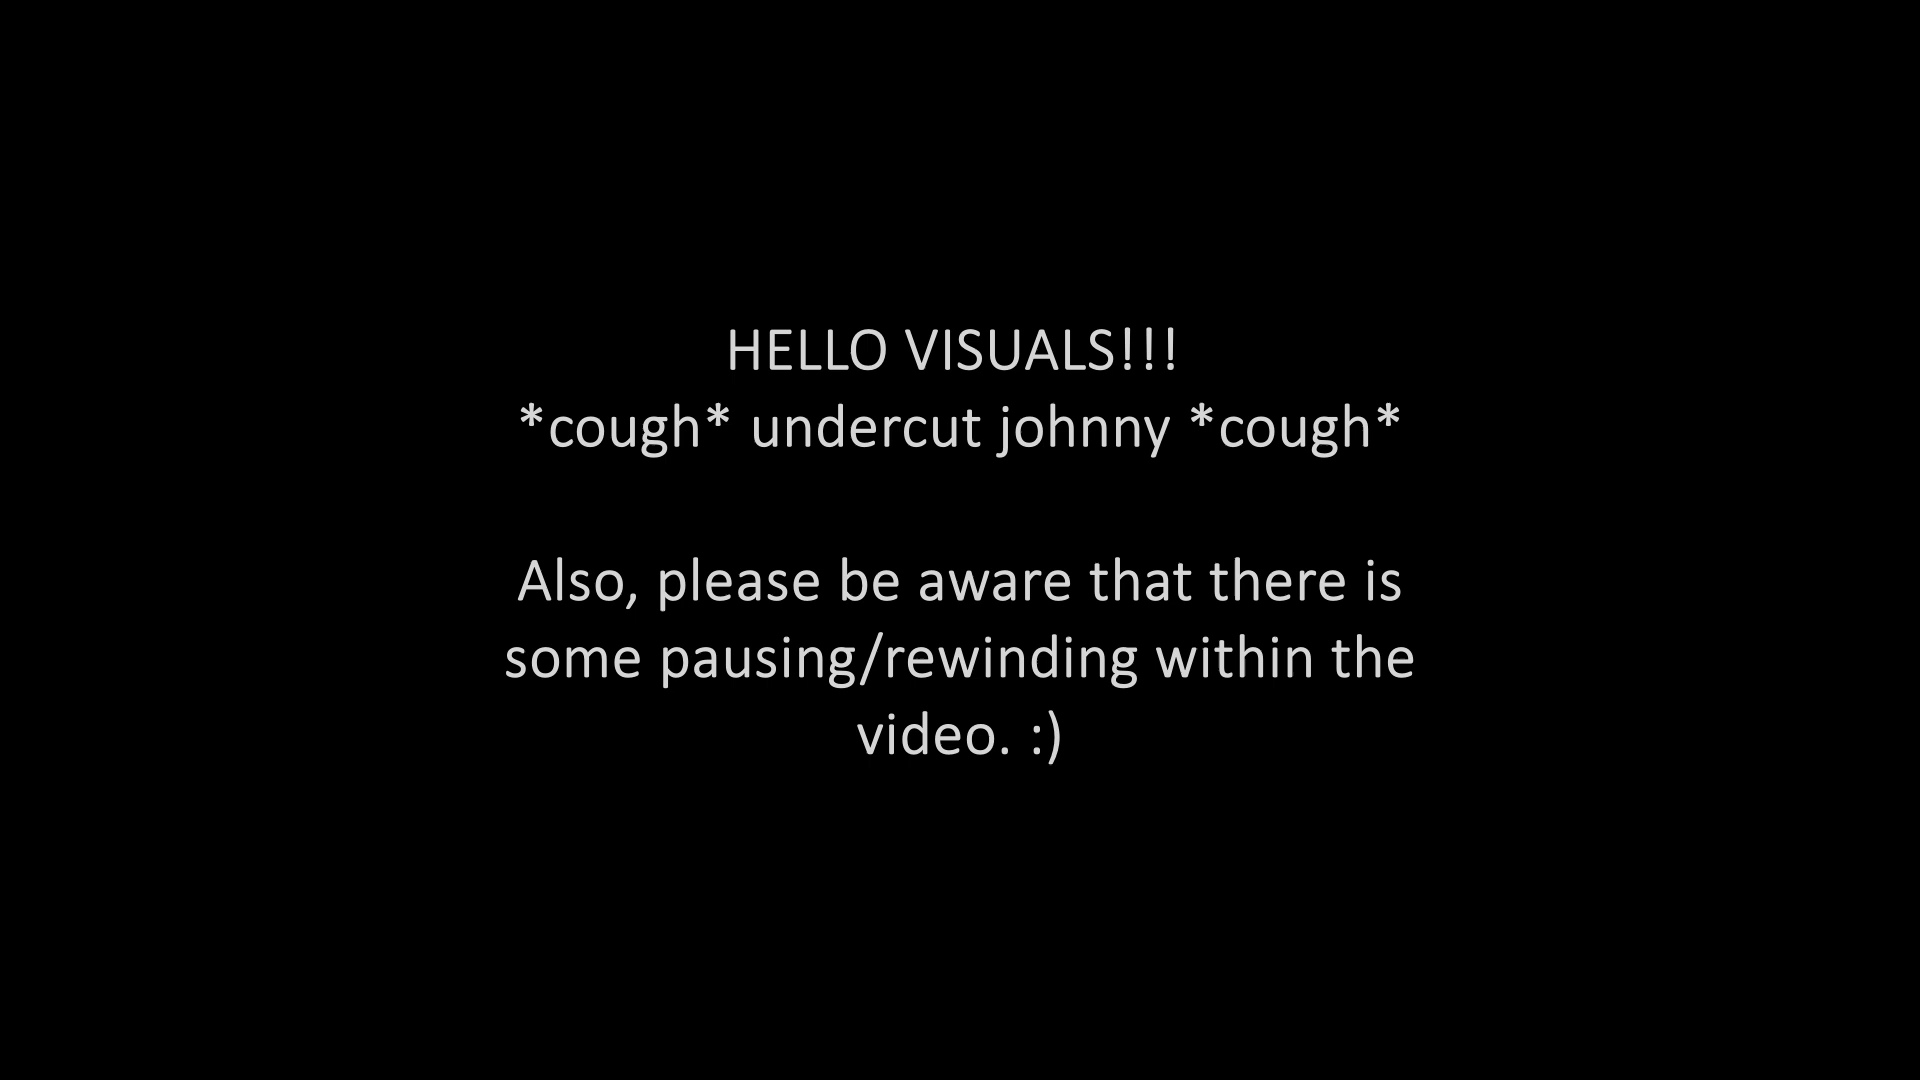 HELLO VISUALS!!!
*cough* undercut johnny *cough*
Also, please be aware that there is
some pausing/rewinding within the
video. :)